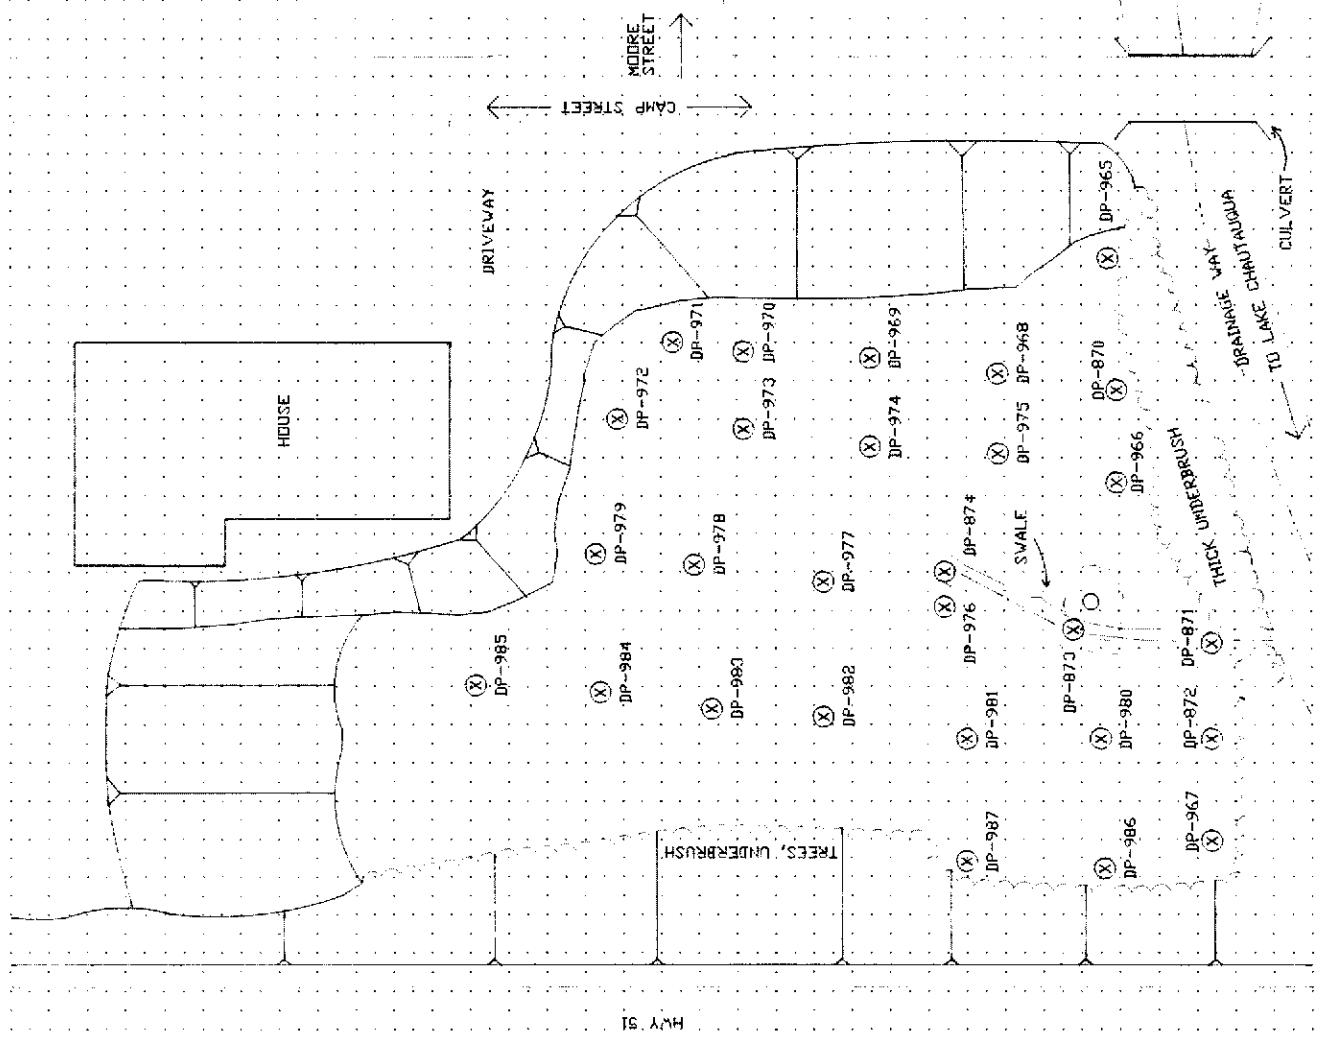 MOORE
STREET
CAMP STREET
DRIVEWAY
HOUSE
DP-965
DRAINAGE WAY
TO LAKE CHAUTAUQUA
CULVERT
DP-971
DP-970
DP-969
DP-968
DP-870
DP-972
DP-973
DP-974
DP-975
DP-966
THICK UNDERBRUSH
DP-979
DP-978
DP-977
DP-874
SWALE
DP-976
DP-873
DP-871
DP-985
DP-984
DP-983
DP-982
DP-981
DP-980
DP-872
TREES, UNDERBRUSH
DP-987
DP-986
DP-967
HWY 51